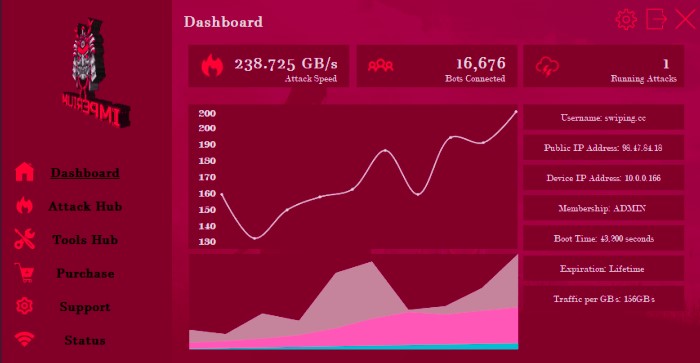 Dashboard
238.725 GB/s
Attack Speed
16,676
Bots Connected
1
Running Attacks
IMPERIUM
Dashboard
Attack Hub
Tools Hub
Purchase
Support
Status
200
200
190
180
170
160
150
140
130
Username: swiping.cc
Public IP Address: 98.47.84.18
Device IP Address: 10.0.0.166
Membership: ADMIN
Boot Time: 43,200 seconds
Expiration: Lifetime
Traffic per GBs: 156GBs